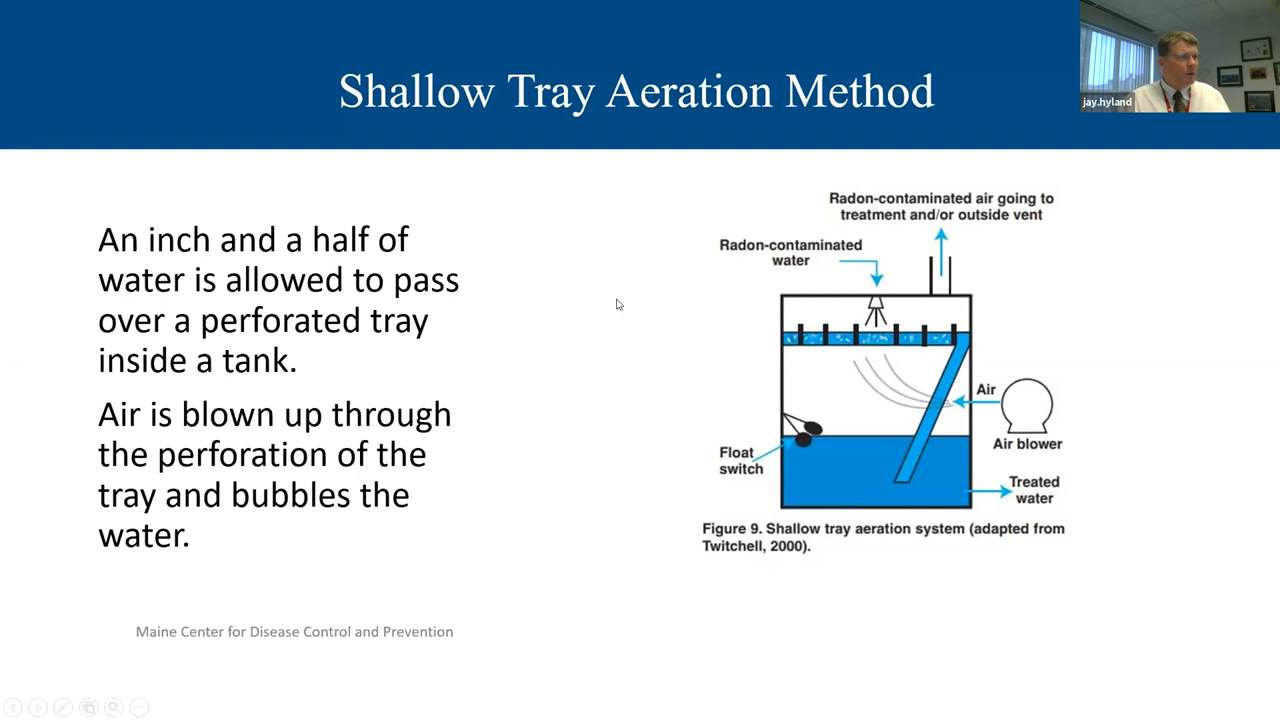 Shallow Tray Aeration Method
jay.hyland
An inch and a half of
water is allowed to pass
over a perforated tray
inside a tank.
Air is blown up through
the perforation of the
tray and bubbles the
water.
Radon-contaminated air going to
treatment and/or outside vent
Radon-contaminated
water
Air
Air blower
Float
switch
Treated
water
Figure 9. Shallow tray aeration system (adapted from
Twitchell, 2000).
Maine Center for Disease Control and Prevention